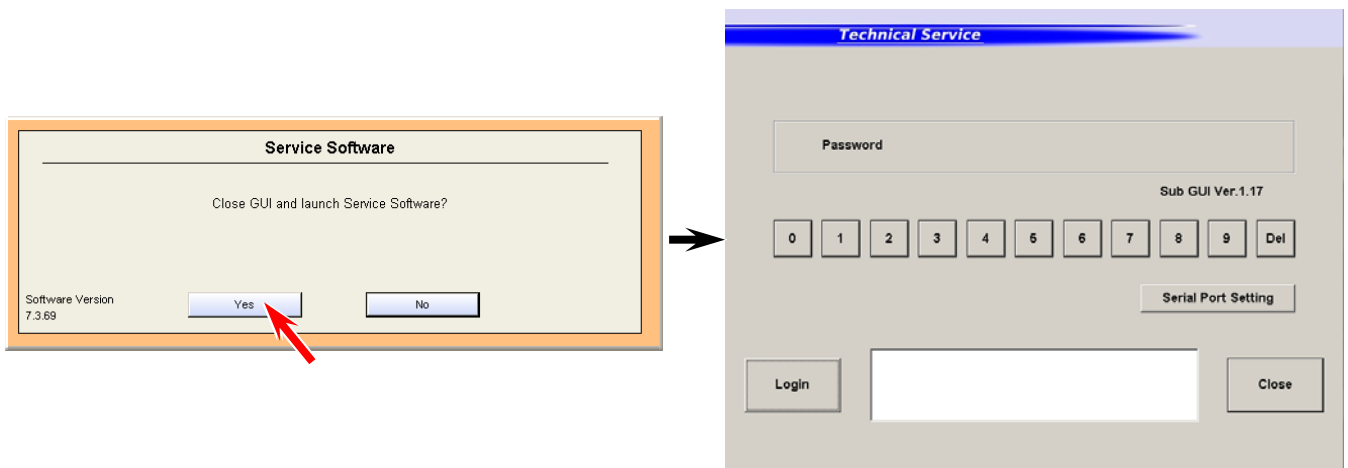 Service Software
Close GUI and launch Service Software?
Software Version
7.3.69
Yes
No
Technical Service
Password
Sub GUI Ver.1.17
0 1 2 3 4 5 6 7 8 9 Del
Serial Port Setting
Login
Close